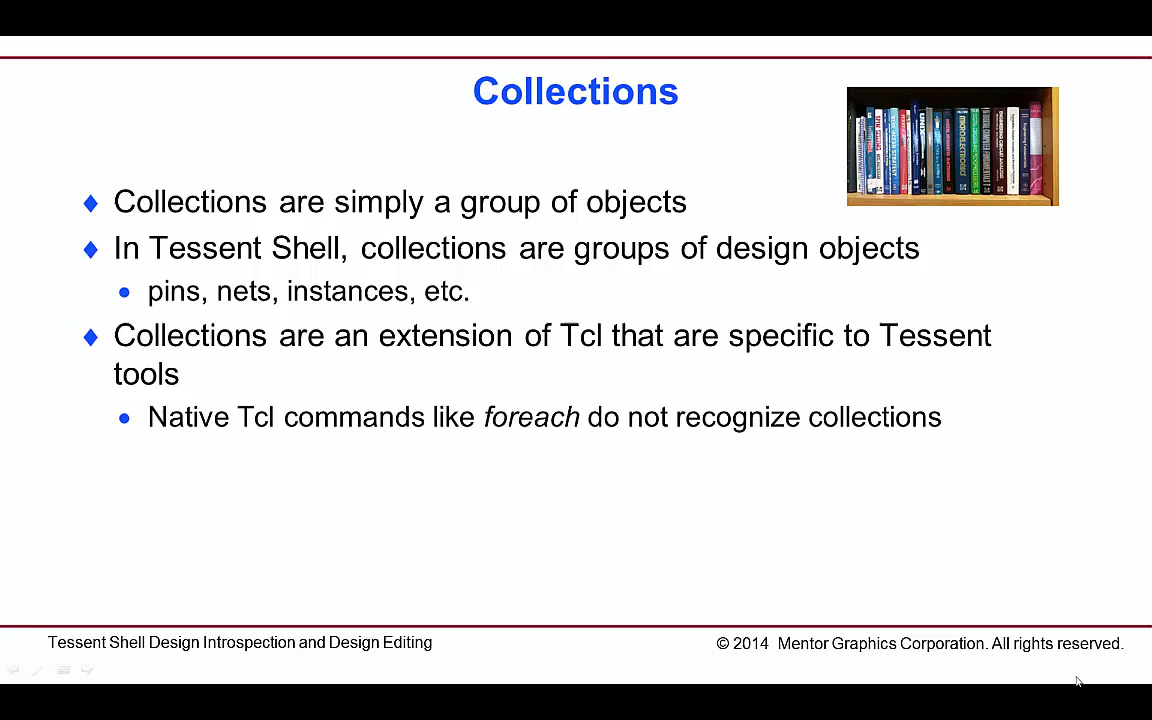 Collections
MICROELECTRONICS
Collections are simply a group of objects
In Tessent Shell, collections are groups of design objects
pins, nets, instances, etc.
Collections are an extension of Tcl that are specific to Tessent
tools
Native Tcl commands like foreach do not recognize collections
Tessent Shell Design Introspection and Design Editing
© 2014 Mentor Graphics Corporation. All rights reserved.